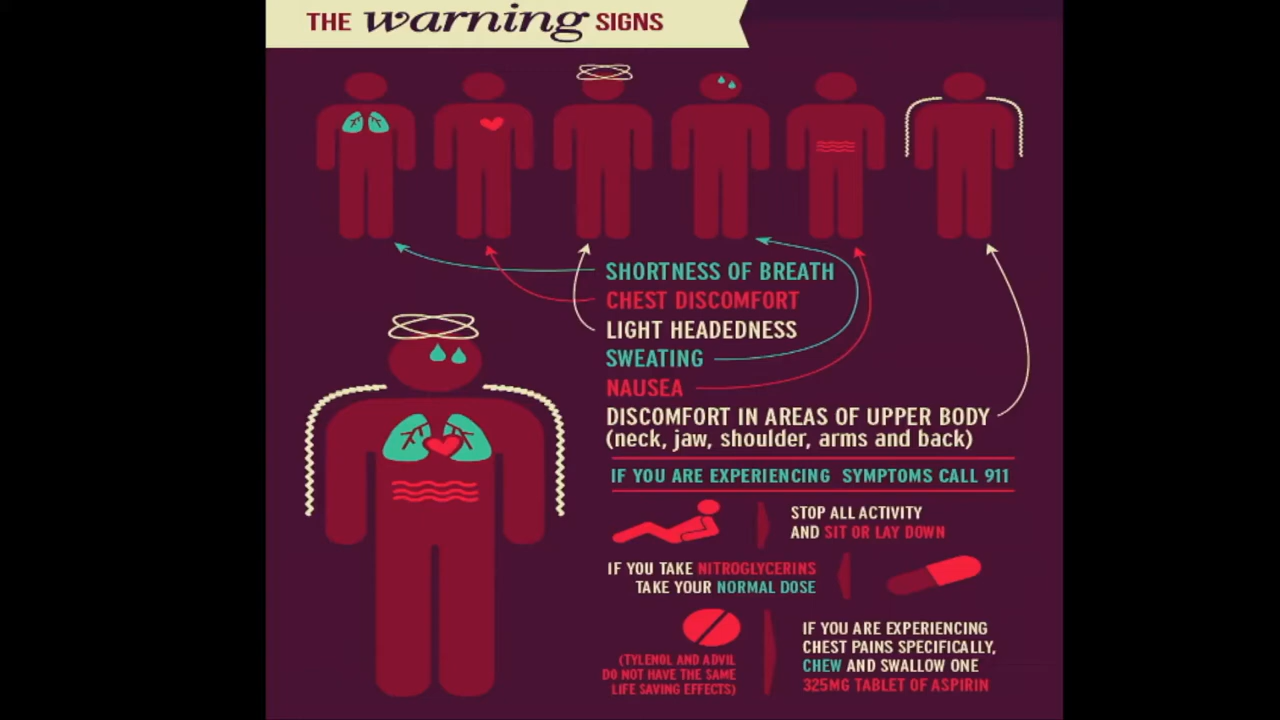 THE warning SIGNS
SHORTNESS OF BREATH
CHEST DISCOMFORT
LIGHT HEADEDNESS
SWEATING
NAUSEA
DISCOMFORT IN AREAS OF UPPER BODY
(neck, jaw, shoulder, arms and back)
IF YOU ARE EXPERIENCING SYMPTOMS CALL 911
STOP ALL ACTIVITY
AND SIT OR LAY DOWN
IF YOU TAKE NITROGLYCERINS
TAKE YOUR NORMAL DOSE
IF YOU ARE EXPERIENCING
CHEST PAINS SPECIFICALLY,
CHEW AND SWALLOW ONE
325MG TABLET OF ASPIRIN
(TYLENOL AND ADVIL
DO NOT HAVE THE SAME
LIFE SAVING EFFECTS)